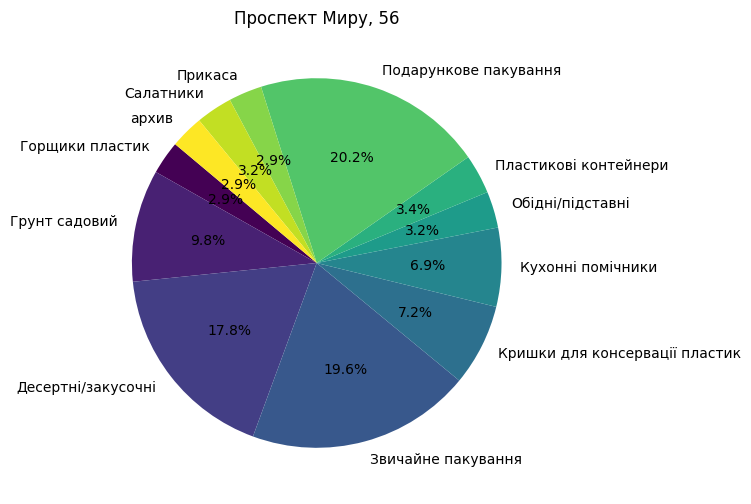 Проспект Миру, 56
Подарункове пакування
20.2%
Прикаса
2.9%
Салатники
3.2%
архив
2.9%
Горщики пластик
2.9%
Грунт садовий
9.8%
Десертні/закусочні
17.8%
Звичайне пакування
19.6%
Кришки для консервації пластик
7.2%
Кухонні помічники
6.9%
Обідні/підставні
3.2%
Пластикові контейнери
3.4%